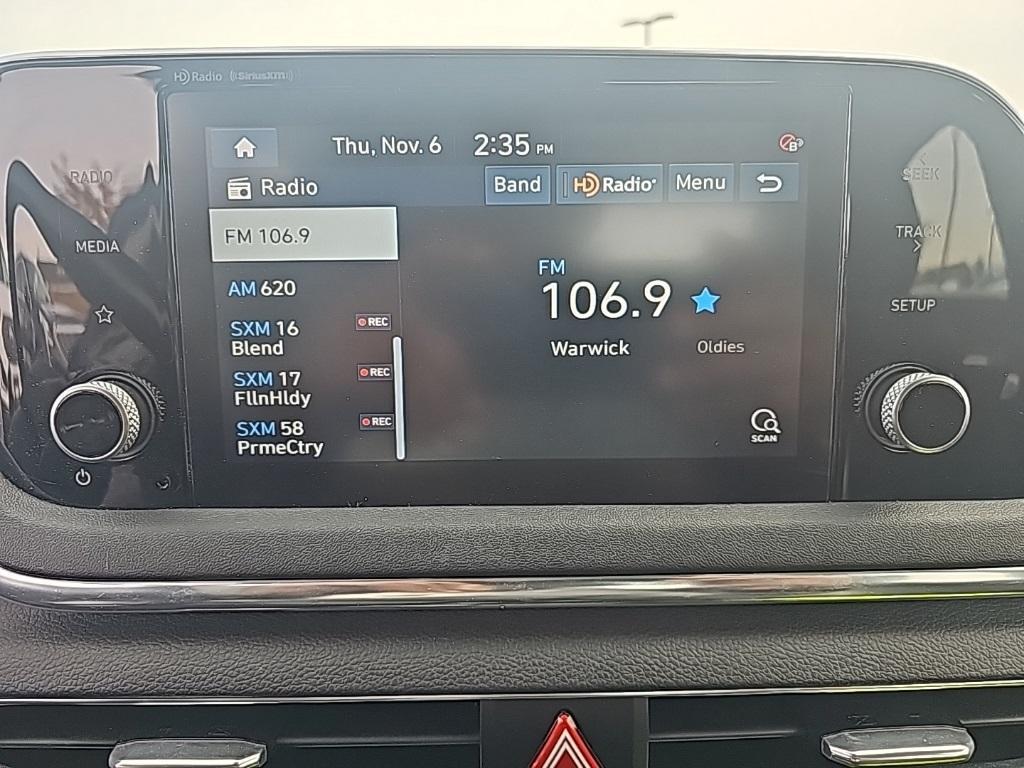 HD Radio ((SiriusXM))
Thu, Nov. 6 2:35 PM
Radio Band HD Radio Menu
FM 106.9
AM 620
SXM 16 REC
Blend
SXM 17 REC
FllnHldy
SXM 58 REC
PrmeCtry
FM
106.9
Warwick Oldies
SCAN
RADIO
MEDIA
< SEEK
TRACK >
SETUP